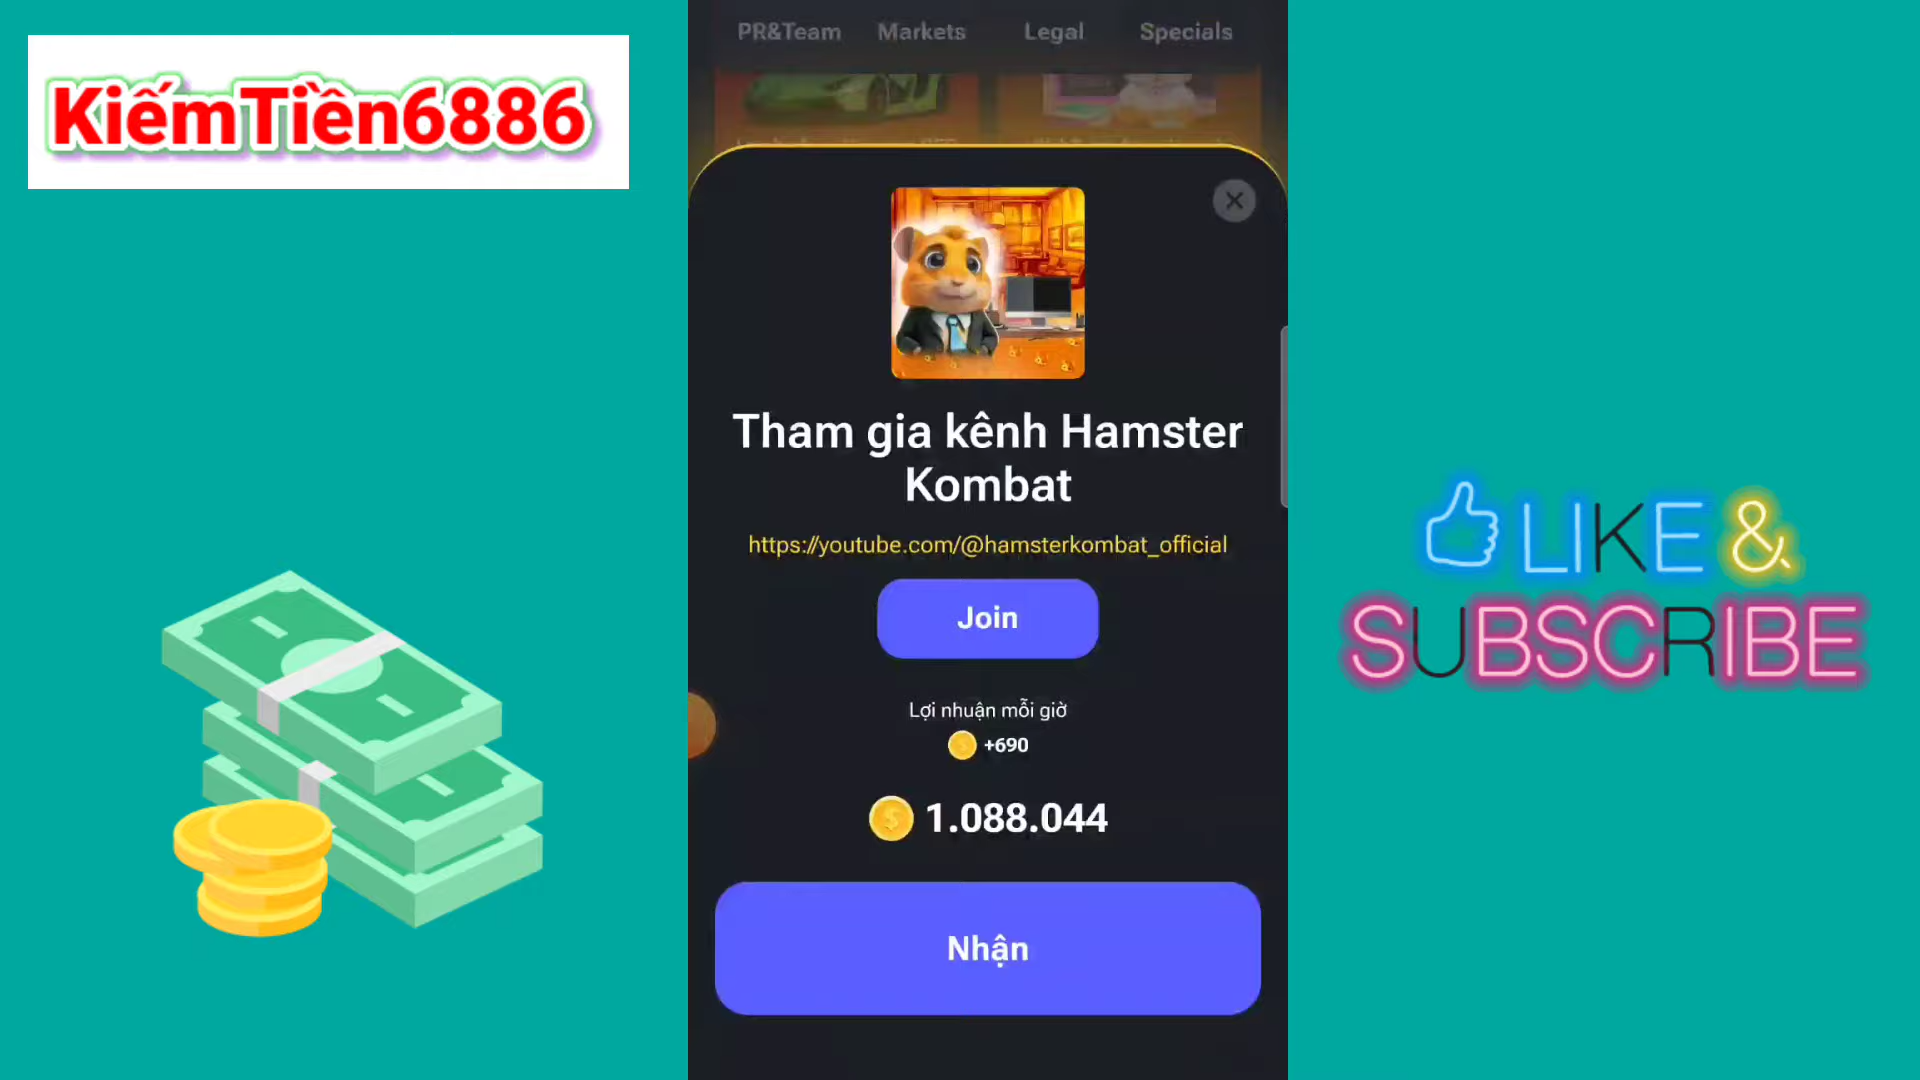 KiếmTiền6886
PR&Team Markets Legal Specials
Tham gia kênh Hamster
Kombat
https://youtube.com/@hamsterkombat_official
Join
Lợi nhuận mỗi giờ
+690
1.088.044
Nhận
LIKE &
SUBSCRIBE